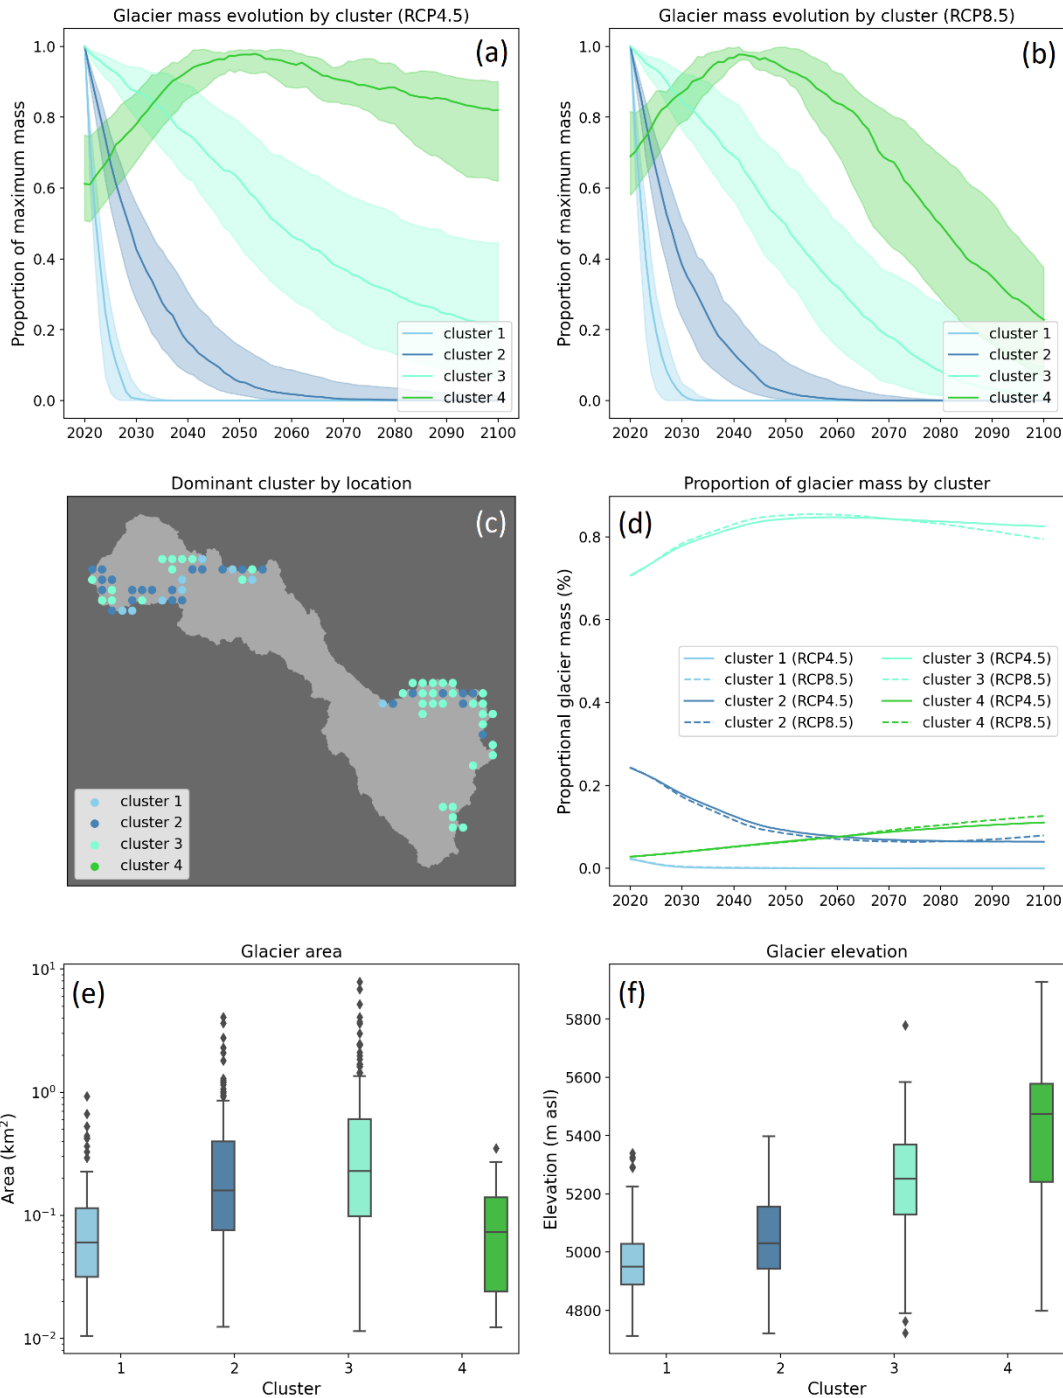 Glacier mass evolution by cluster (RCP4.5)
(a)
Proportion of maximum mass
1.0
0.8
0.6
0.4
0.2
0.0
cluster 1
cluster 2
cluster 3
cluster 4
2020 2030 2040 2050 2060 2070 2080 2090 2100
Glacier mass evolution by cluster (RCP8.5)
(b)
Proportion of maximum mass
1.0
0.8
0.6
0.4
0.2
0.0
cluster 1
cluster 2
cluster 3
cluster 4
2020 2030 2040 2050 2060 2070 2080 2090 2100
Dominant cluster by location
(c)
cluster 1
cluster 2
cluster 3
cluster 4
Proportion of glacier mass by cluster
(d)
Proportional glacier mass (%)
0.8
0.6
0.4
0.2
0.0
cluster 1 (RCP4.5)
cluster 1 (RCP8.5)
cluster 2 (RCP4.5)
cluster 2 (RCP8.5)
cluster 3 (RCP4.5)
cluster 3 (RCP8.5)
cluster 4 (RCP4.5)
cluster 4 (RCP8.5)
2020 2030 2040 2050 2060 2070 2080 2090 2100
Glacier area
(e)
Area (km²)
10¹
10⁰
10⁻¹
10⁻²
1 2 3 4
Cluster
Glacier elevation
(f)
Elevation (m asl)
5800
5600
5400
5200
5000
4800
1 2 3 4
Cluster